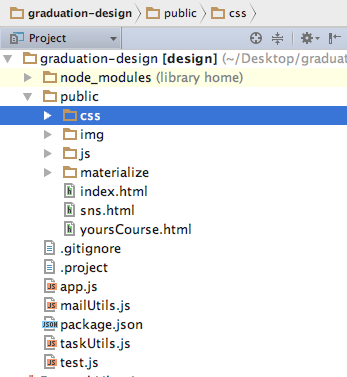 graduation-design public css
Project
graduation-design [design] (~/Desktop/graduat
node_modules (library home)
public
css
img
js
materialize
index.html
sns.html
yoursCourse.html
.gitignore
.project
app.js
mailUtils.js
package.json
taskUtils.js
test.js